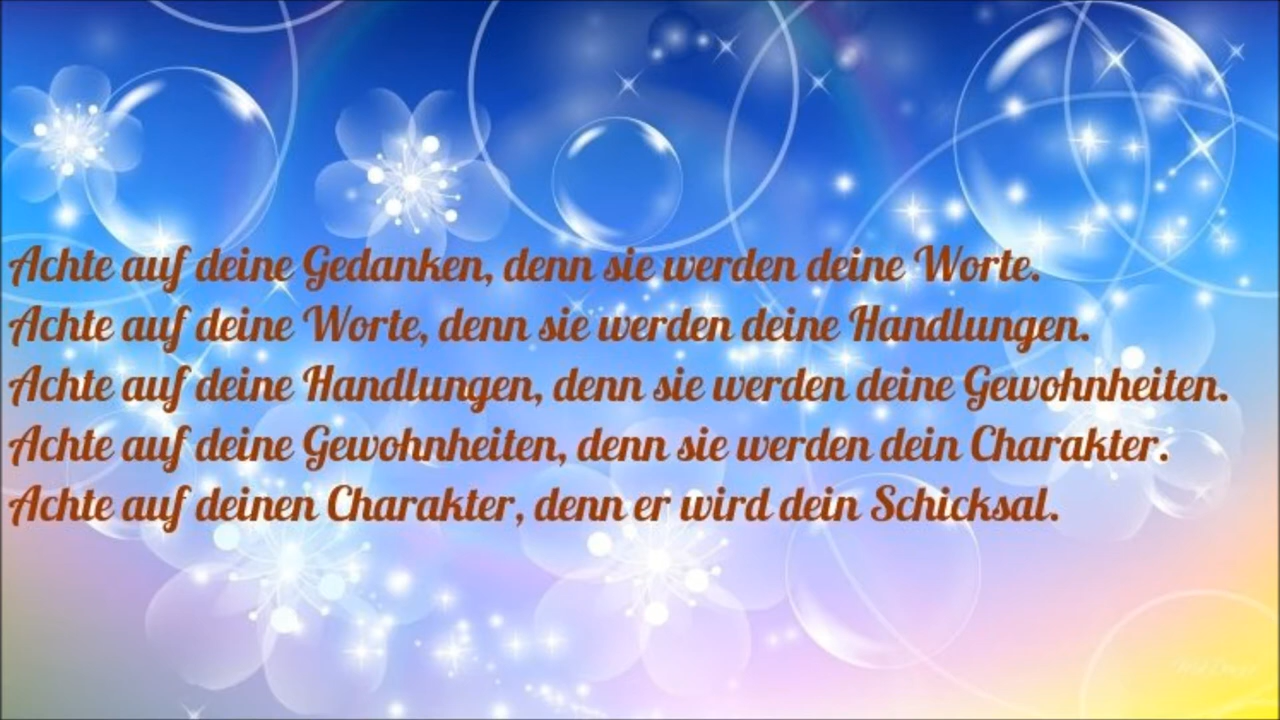 Achte auf deine Gedanken, denn sie werden deine Worte.
Achte auf deine Worte, denn sie werden deine Handlungen.
Achte auf deine Handlungen, denn sie werden deine Gewohnheiten.
Achte auf deine Gewohnheiten, denn sie werden dein Charakter.
Achte auf deinen Charakter, denn er wird dein Schicksal.